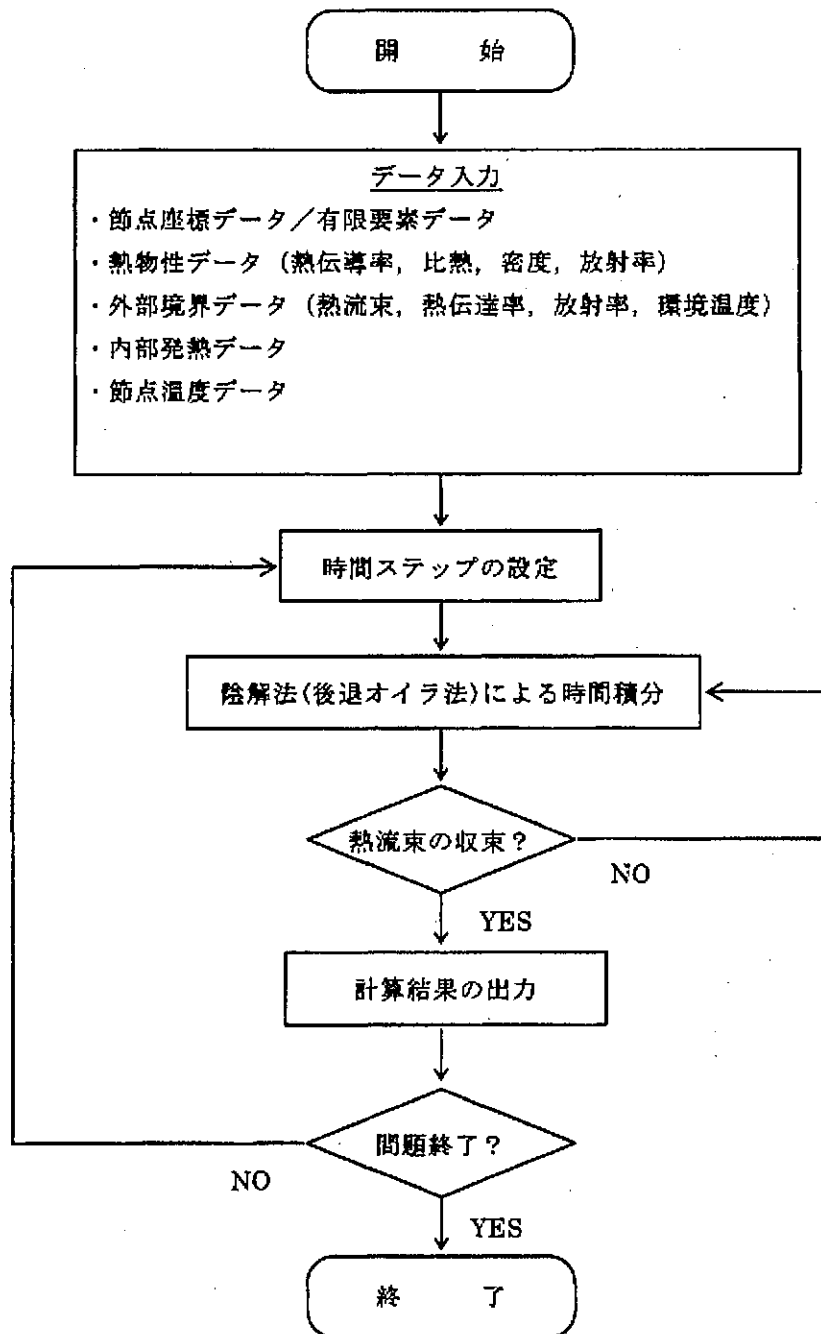 開　　始
データ入力
・節点座標データ／有限要素データ
・熱物性データ（熱伝導率，比熱，密度，放射率）
・外部境界データ（熱流束，熱伝達率，放射率，環境温度）
・内部発熱データ
・節点温度データ
時間ステップの設定
陰解法(後退オイラ法)による時間積分
熱流束の収束？
NO
YES
計算結果の出力
問題終了？
NO
YES
終　　了